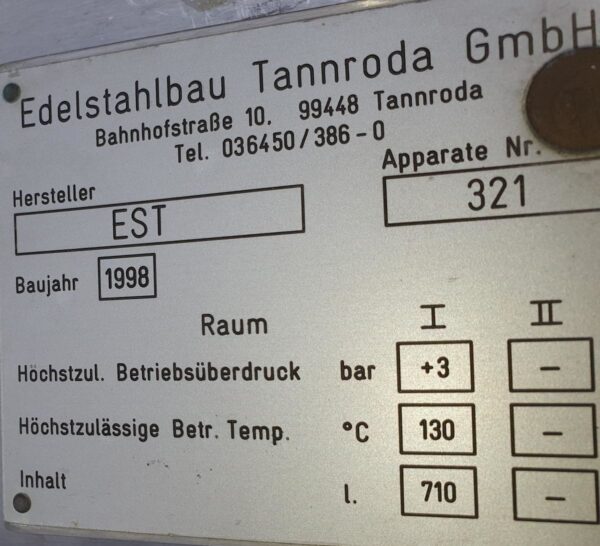 Edelstahlbau Tannroda GmbH
Bahnhofstraße 10, 99448 Tannroda
Tel. 036450/386-0
Apparate Nr.
Hersteller
EST
321
Baujahr 1998
Raum I II
Höchstzul. Betriebsüberdruck bar +3 –
Höchstzulässige Betr. Temp. °C 130 –
Inhalt l. 710 –